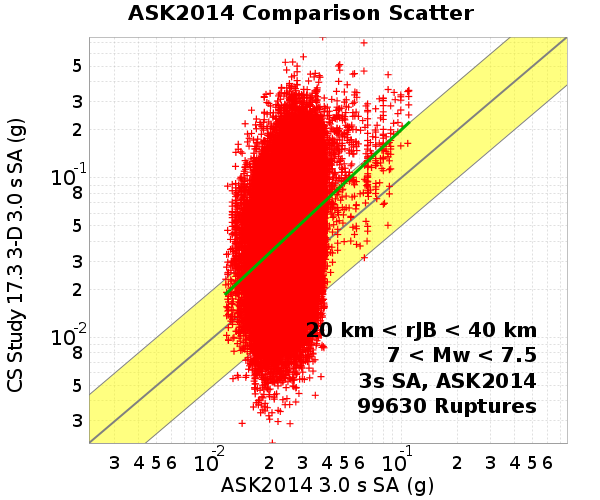 ASK2014 Comparison Scatter
CS Study 17.3 3-D 3.0 s SA (g)
5
3
2
10-1
8
5
3
2
10-2
8
5
3
20 km < rJB < 40 km
7 < Mw < 7.5
3s SA, ASK2014
99630 Ruptures
3 4 5 6 10-2 2 3 4 5 6 10-1 2 3 4 5 6
ASK2014 3.0 s SA (g)